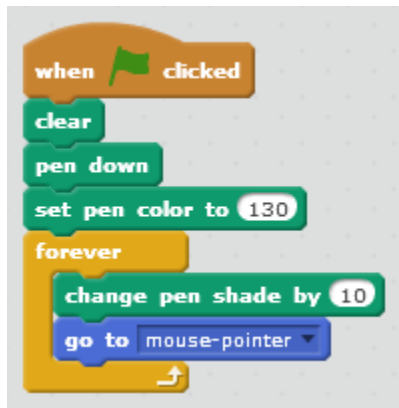 when clicked
clear
pen down
set pen color to 130
forever
change pen shade by 10
go to mouse-pointer